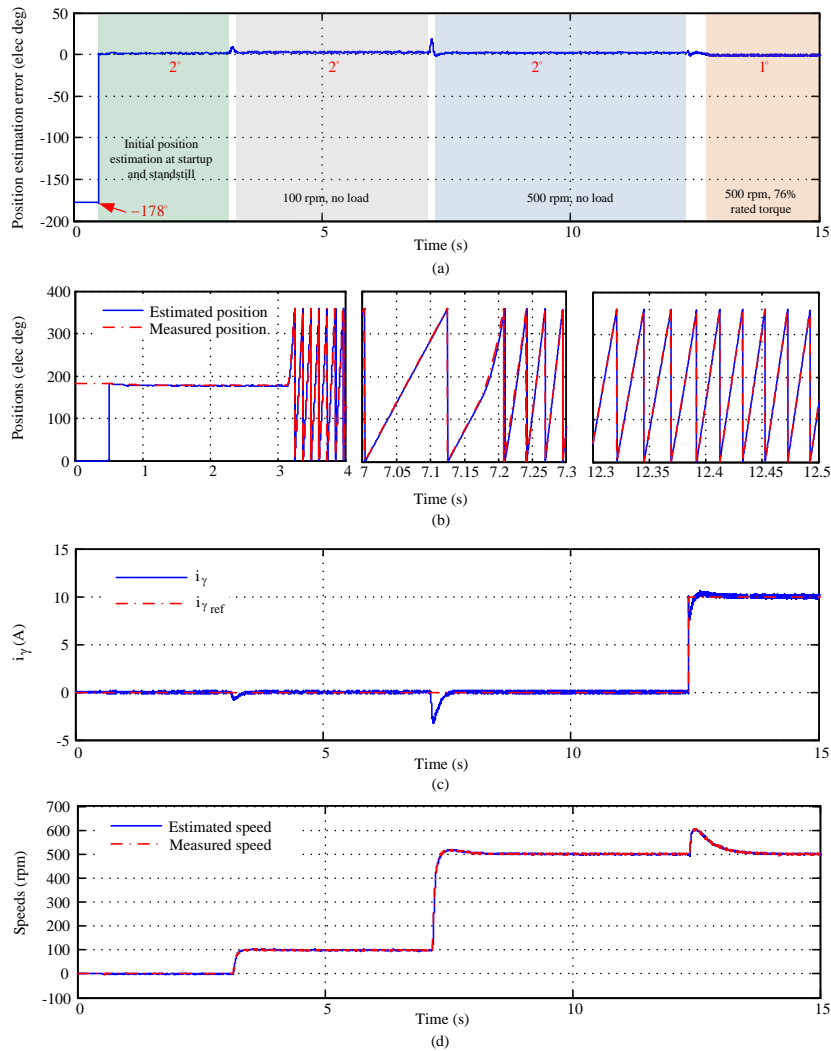 Position estimation error (elec deg)
50
0
-50
-100
-150
-200
2°
2°
2°
1°
Initial position
estimation at startup
and standstill
100 rpm, no load
500 rpm, no load
500 rpm, 76%
rated torque
−178°
0
5
10
15
Time (s)
(a)
Positions (elec deg)
400
300
200
100
0
Estimated position
Measured position
0
1
2
3
4
7
7.05
7.1
7.15
7.2
7.25
7.3
12.3
12.35
12.4
12.45
12.5
Time (s)
(b)
iγ (A)
15
10
5
0
-5
iγ
iγ ref
0
5
10
15
Time (s)
(c)
Speeds (rpm)
700
600
500
400
300
200
100
0
-100
Estimated speed
Measured speed
0
5
10
15
Time (s)
(d)